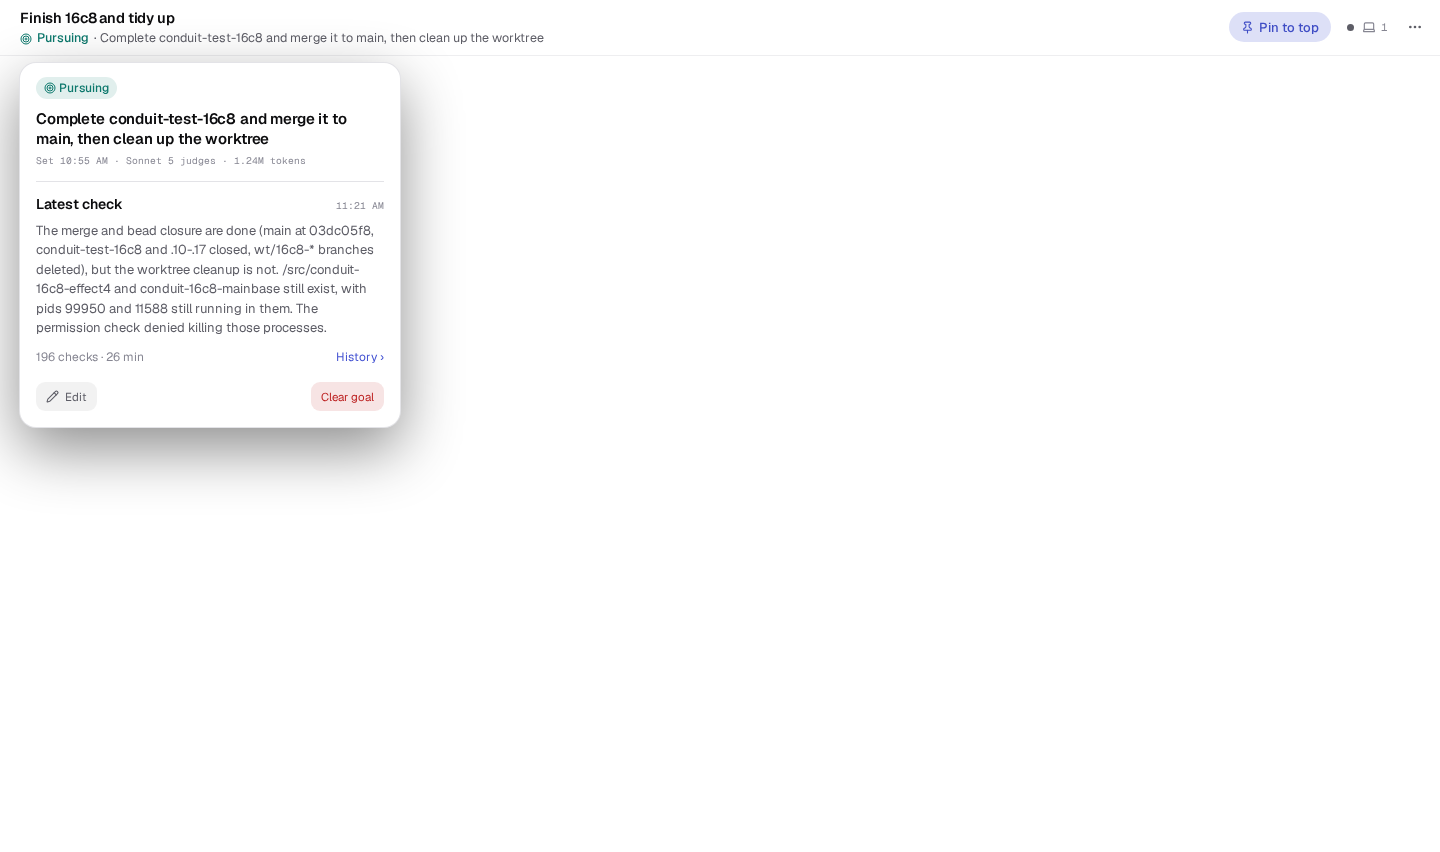 Finish 16c8 and tidy up
Pursuing · Complete conduit-test-16c8 and merge it to main, then clean up the worktree
Pin to top
1
Pursuing
Complete conduit-test-16c8 and merge it to
main, then clean up the worktree
Set 10:55 AM · Sonnet 5 judges · 1.24M tokens
Latest check
11:21 AM
The merge and bead closure are done (main at 03dc05f8,
conduit-test-16c8 and .10-.17 closed, wt/16c8-* branches
deleted), but the worktree cleanup is not. /src/conduit-
16c8-effect4 and conduit-16c8-mainbase still exist, with
pids 99950 and 11588 still running in them. The
permission check denied killing those processes.
196 checks · 26 min
History ›
Edit
Clear goal